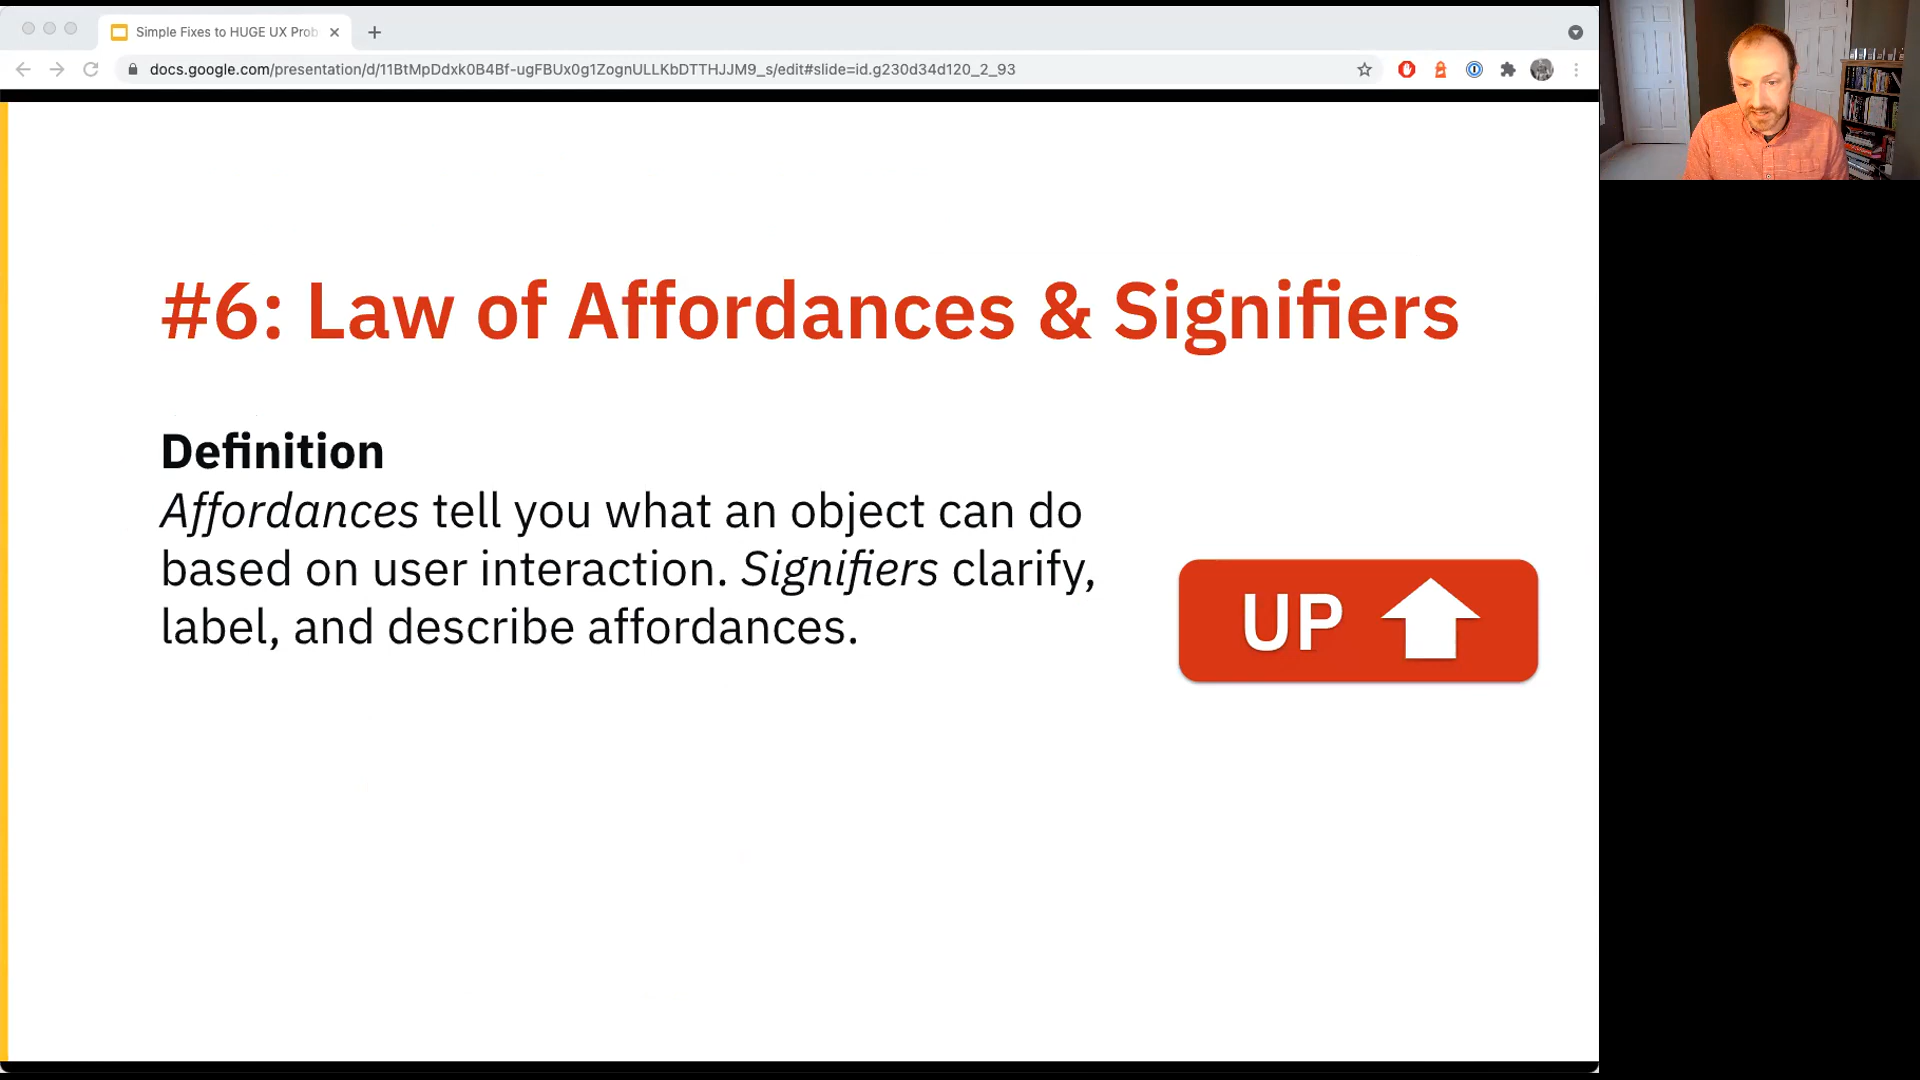 Simple Fixes to HUGE UX Prob
docs.google.com/presentation/d/11BtMpDdxk0B4Bf-ugFBUx0g1ZognULLKbDTTHJJM9_s/edit#slide=id.g230d34d120_2_93
#6: Law of Affordances & Signifiers
Definition
Affordances tell you what an object can do
based on user interaction. Signifiers clarify,
label, and describe affordances.
UP